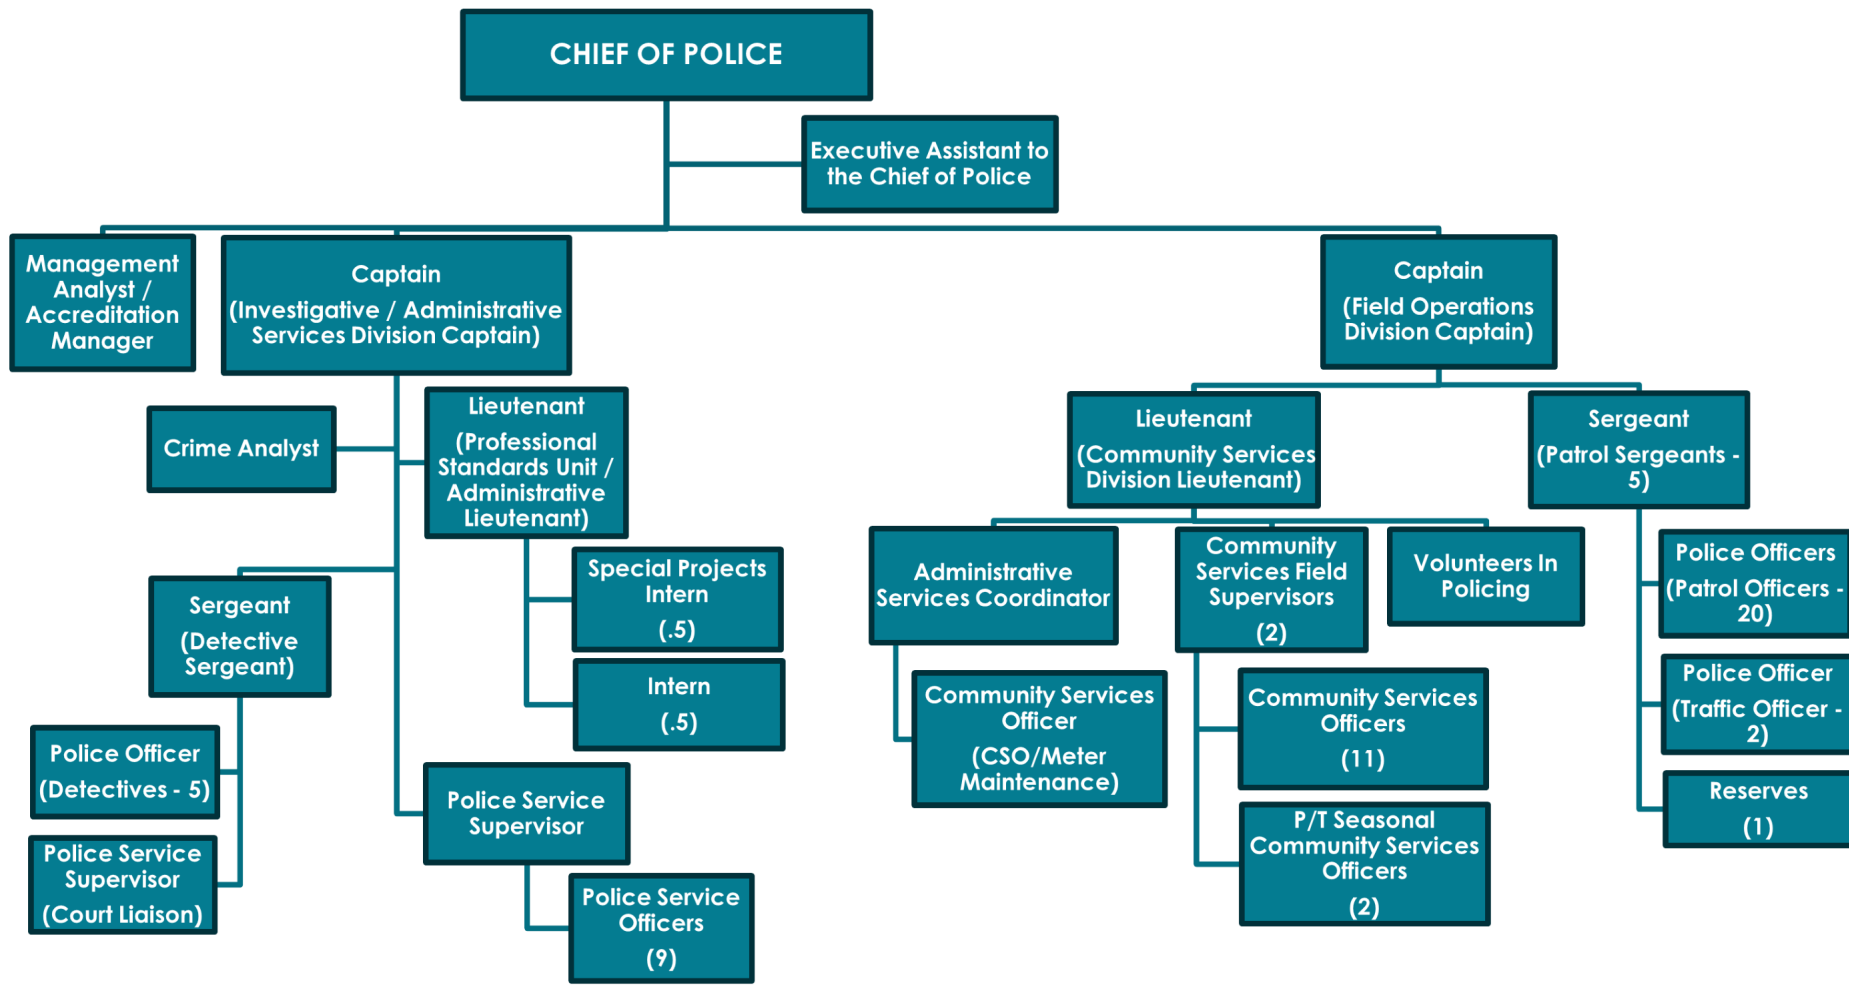 CHIEF OF POLICE
Executive Assistant to
the Chief of Police
Management
Analyst /
Accreditation
Manager
Captain
(Investigative / Administrative
Services Division Captain)
Captain
(Field Operations
Division Captain)
Crime Analyst
Lieutenant
(Professional
Standards Unit /
Administrative
Lieutenant)
Special Projects
Intern
(.5)
Intern
(.5)
Sergeant
(Detective
Sergeant)
Police Officer
(Detectives - 5)
Police Service
Supervisor
(Court Liaison)
Police Service
Supervisor
Police Service
Officers
(9)
Lieutenant
(Community Services
Division Lieutenant)
Administrative
Services Coordinator
Community Services
Officer
(CSO/Meter
Maintenance)
Community
Services Field
Supervisors
(2)
Community Services
Officers
(11)
P/T Seasonal
Community Services
Officers
(2)
Volunteers In
Policing
Sergeant
(Patrol Sergeants -
5)
Police Officers
(Patrol Officers -
20)
Police Officer
(Traffic Officer -
2)
Reserves
(1)